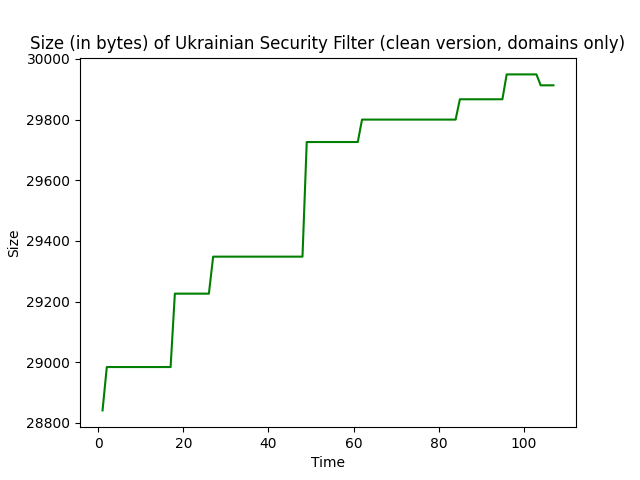 Size (in bytes) of Ukrainian Security Filter (clean version, domains only)
30000
29800
29600
29400
29200
29000
28800
Size
0 20 40 60 80 100
Time